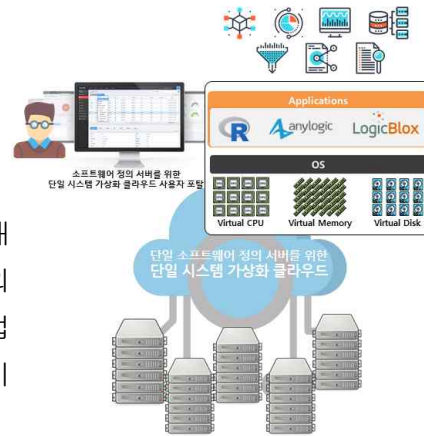 Applications
R
anylogic
LogicBlox
OS
Virtual CPU
Virtual Memory
Virtual Disk
소프트웨어 정의 서버를 위한
단일 시스템 가상화 클라우드 사용자 포탈
단일 소프트웨어 정의 서버를 위한
단일 시스템 가상화 클라우드